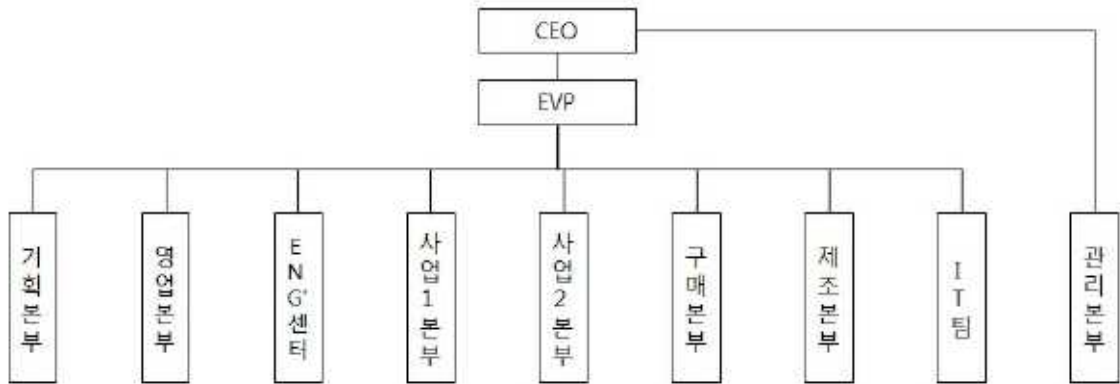 CEO
EVP
기획본부
영업본부
ENG'센터
사업1본부
사업2본부
구매본부
제조본부
IT팀
관리본부